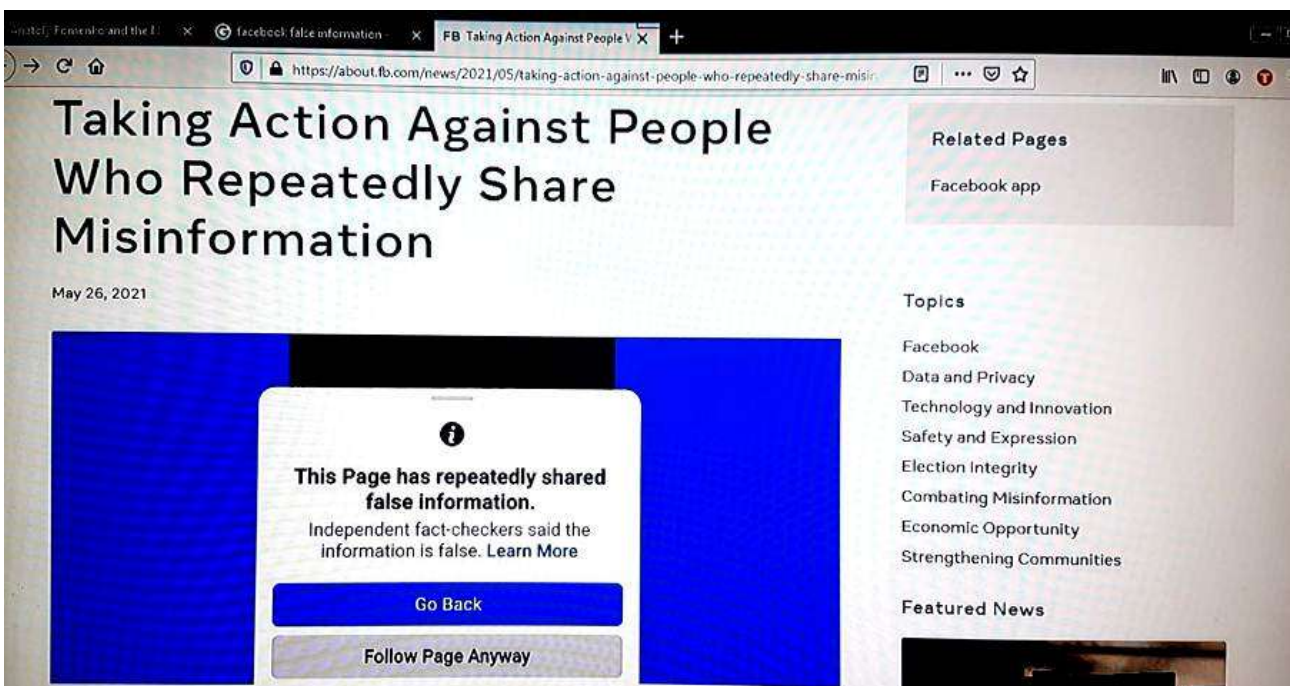 Fomenko and the
facebook false information -
FB Taking Action Against People
https://about.fb.com/news/2021/05/taking-action-against-people-who-repeatedly-share-misin
Taking Action Against People
Who Repeatedly Share
Misinformation
May 26, 2021
This Page has repeatedly shared
false information.
Independent fact-checkers said the
information is false. Learn More
Go Back
Follow Page Anyway
Related Pages
Facebook app
Topics
Facebook
Data and Privacy
Technology and Innovation
Safety and Expression
Election Integrity
Combating Misinformation
Economic Opportunity
Strengthening Communities
Featured News